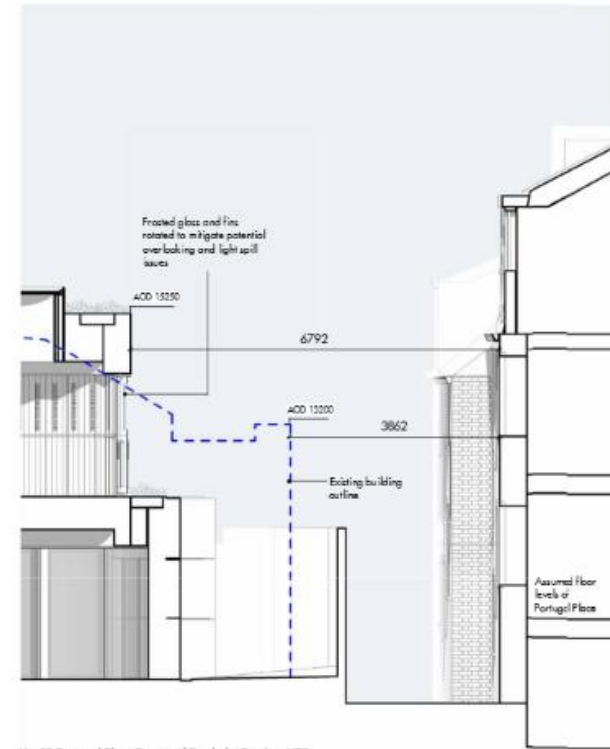 Frosted glass and fins
rotated to mitigate potential
overlooking and light spill
issues
AOD 15250
6792
AOD 13200
3862
Existing building
outline
Assumed floor
levels of
Portugal Place